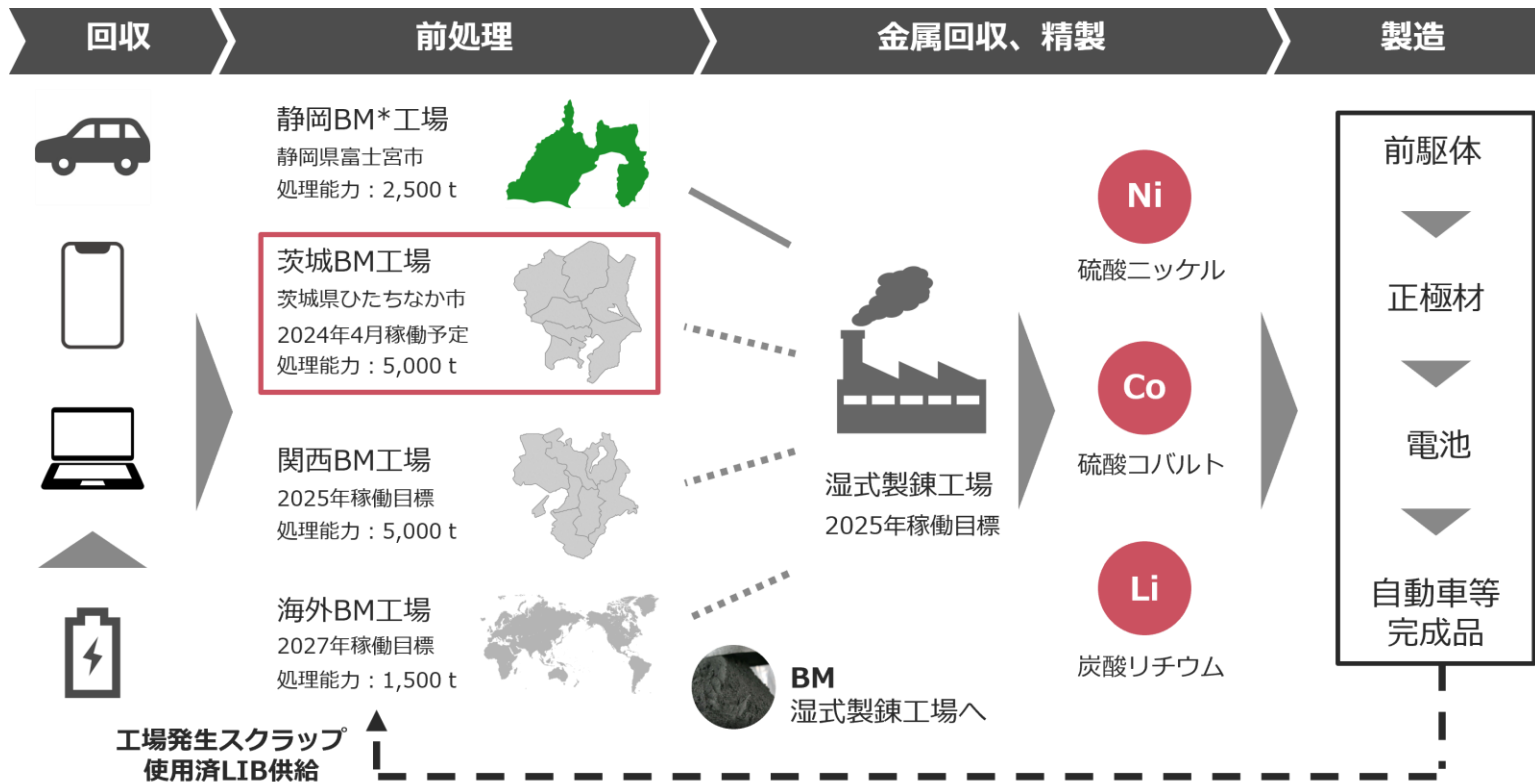 回収
前処理
金属回収、精製
製造
静岡BM*工場
静岡県富士宮市
処理能力：2,500 t
茨城BM工場
茨城県ひたちなか市
2024年4月稼働予定
処理能力：5,000 t
関西BM工場
2025年稼働目標
処理能力：5,000 t
海外BM工場
2027年稼働目標
処理能力：1,500 t
湿式製錬工場
2025年稼働目標
BM
湿式製錬工場へ
Ni
硫酸ニッケル
Co
硫酸コバルト
Li
炭酸リチウム
前駆体
正極材
電池
自動車等
完成品
工場発生スクラップ
使用済LIB供給